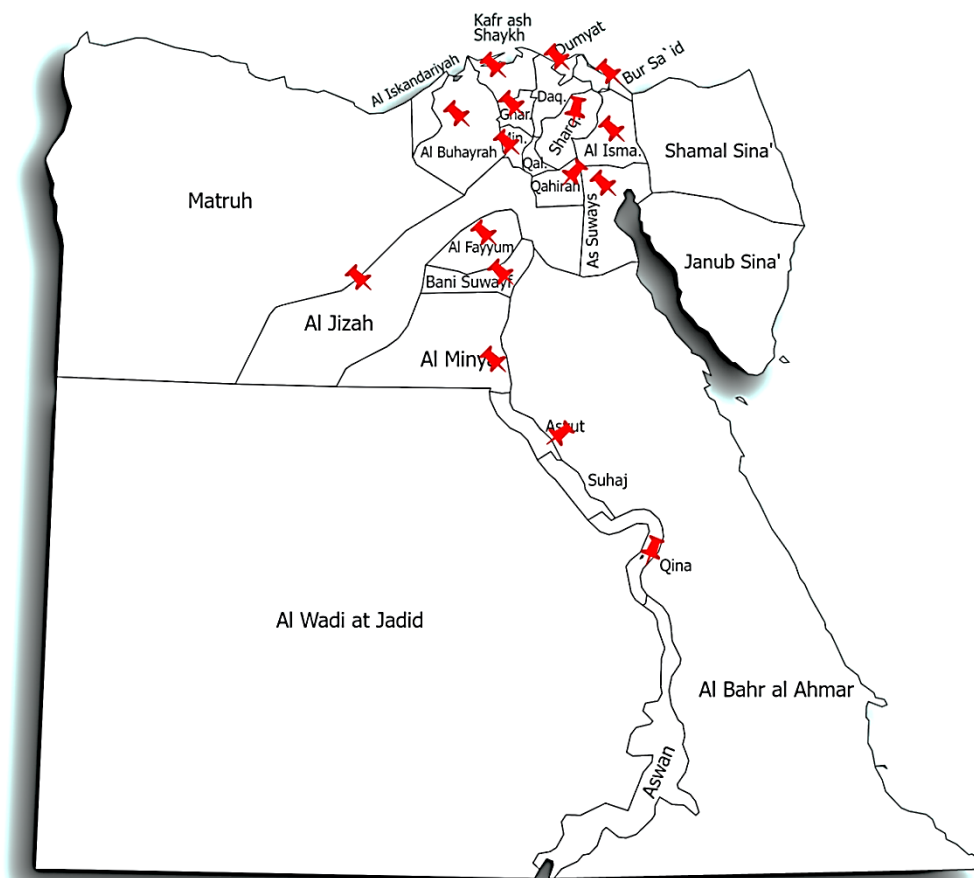 Kafr ash
Shaykh
Dumyat
Al Iskandariyah
Bur Sa`id
Daq.
Ghar.
Sharq.
Min.
Al Buhayrah
Qal.
Al Isma.
Shamal Sina'
Qahirah
Matruh
As Suways
Al Fayyum
Janub Sina'
Bani Suwayf
Al Jizah
Al Minya
Asyut
Suhaj
Qina
Al Wadi at Jadid
Al Bahr al Ahmar
Aswan